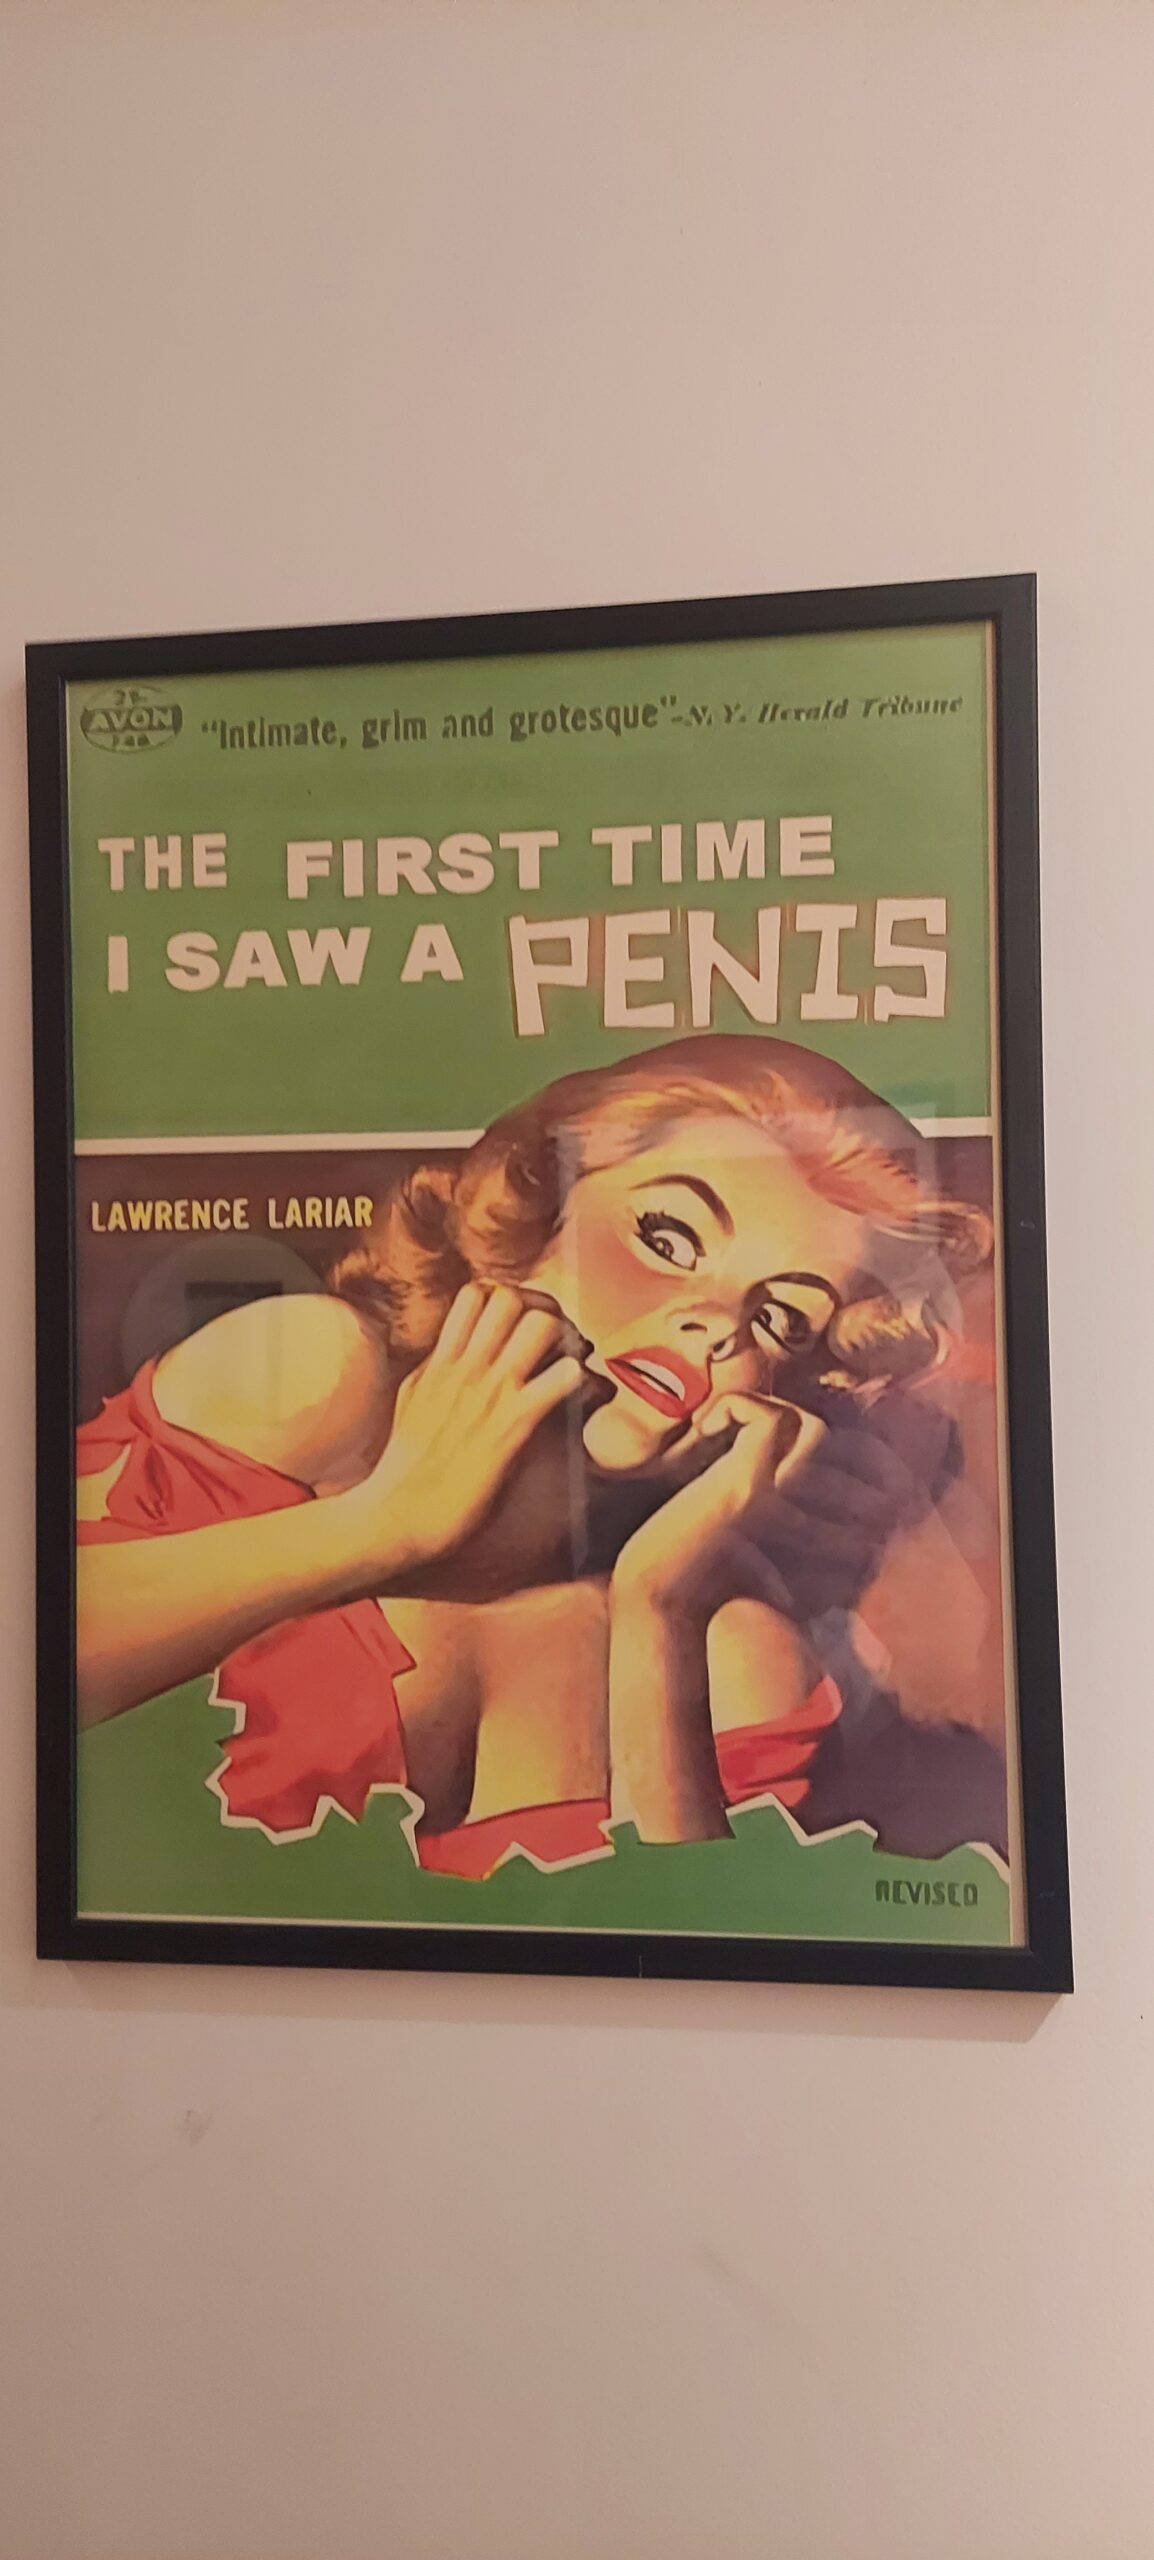 AVON
"Intimate, grim and grotesque"-N. Y. Herald Tribune
THE FIRST TIME
I SAW A PENIS
LAWRENCE LARIAR
REVISED